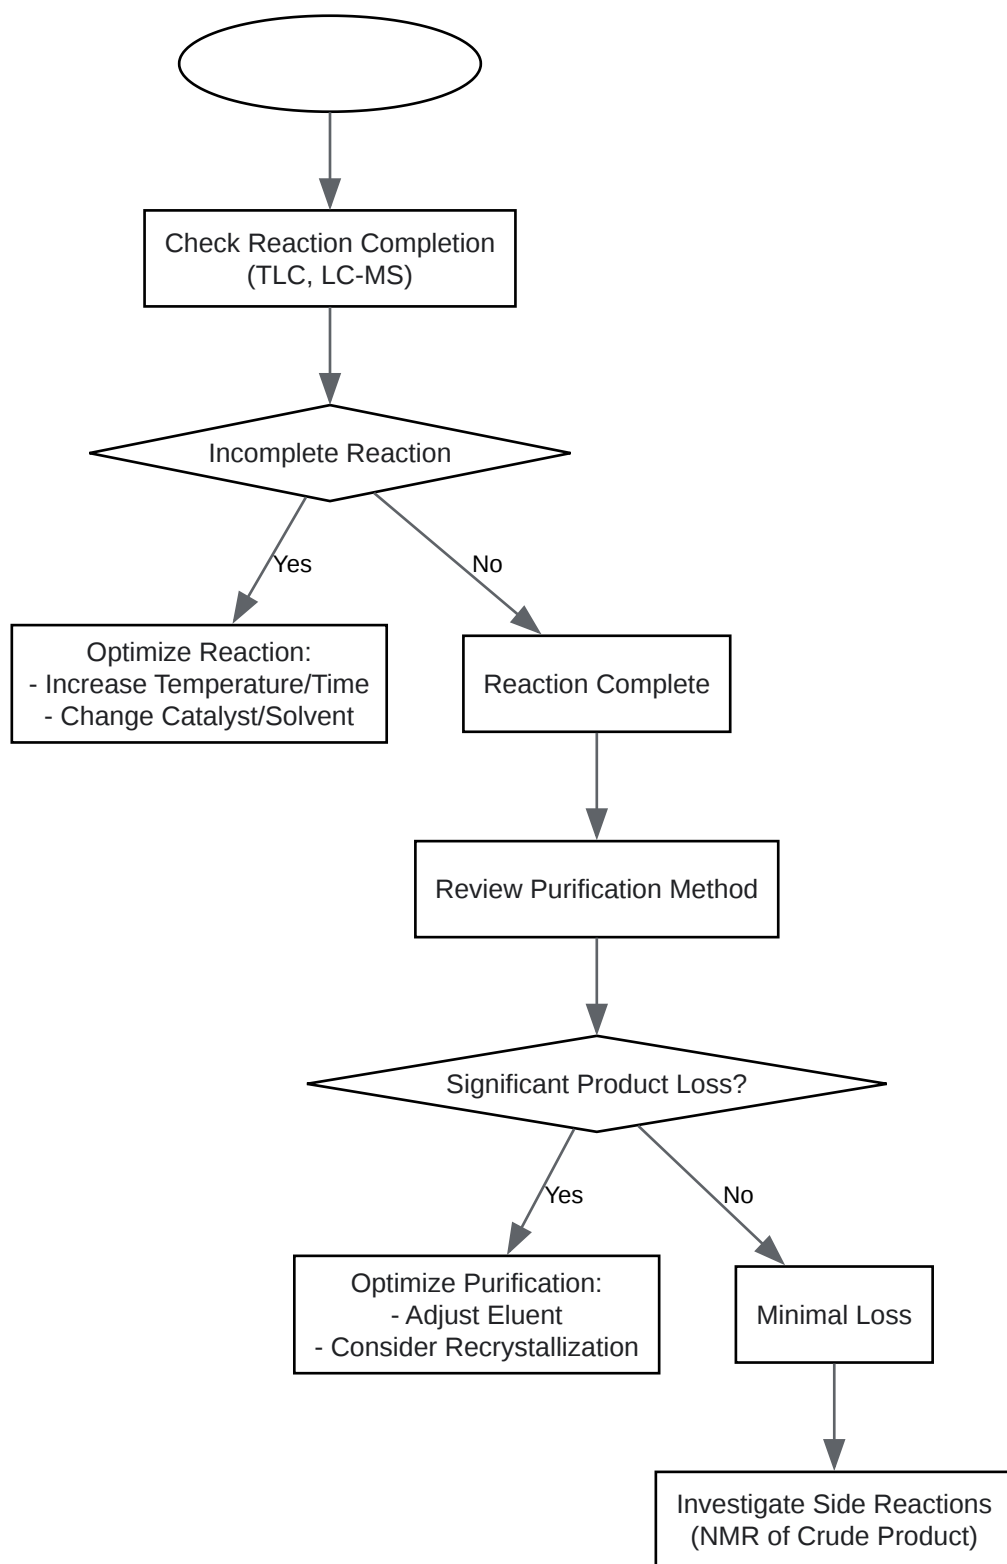 Check Reaction Completion
(TLC, LC-MS)
Incomplete Reaction
Yes
No
Optimize Reaction:
- Increase Temperature/Time
- Change Catalyst/Solvent
Reaction Complete
Review Purification Method
Significant Product Loss?
Yes
No
Optimize Purification:
- Adjust Eluent
- Consider Recrystallization
Minimal Loss
Investigate Side Reactions
(NMR of Crude Product)